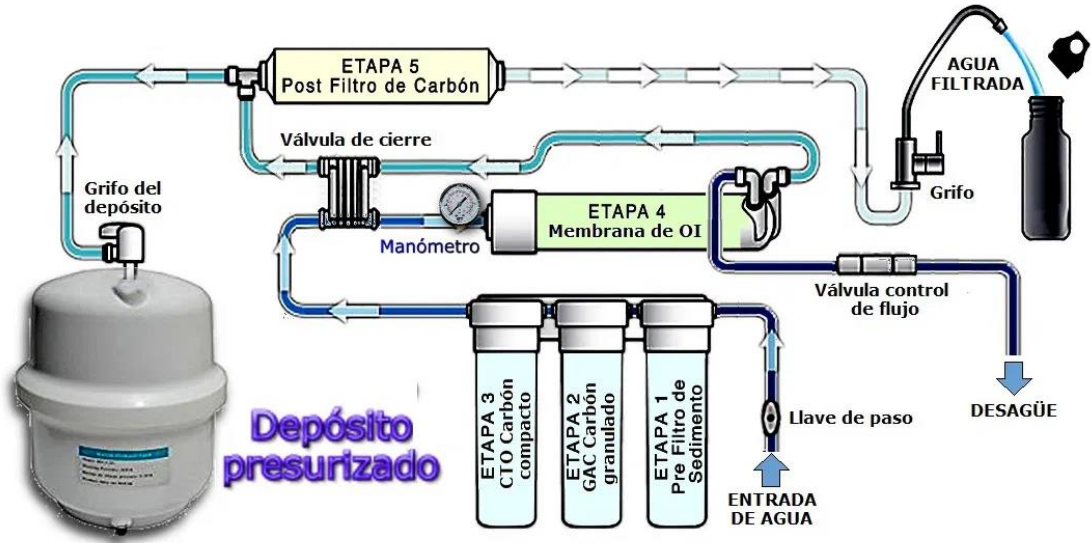 ETAPA 5
Post Filtro de Carbón
AGUA
FILTRADA
Válvula de cierre
Grifo del
depósito
ETAPA 4
Membrana de OI
Grifo
Manómetro
Válvula control
de flujo
ETAPA 3
CTO Carbón
compacto
ETAPA 2
GAC Carbón
granulado
ETAPA 1
Pre Filtro de
Sedimento
Llave de paso
DESAGÜE
Depósito
presurizado
ENTRADA
DE AGUA